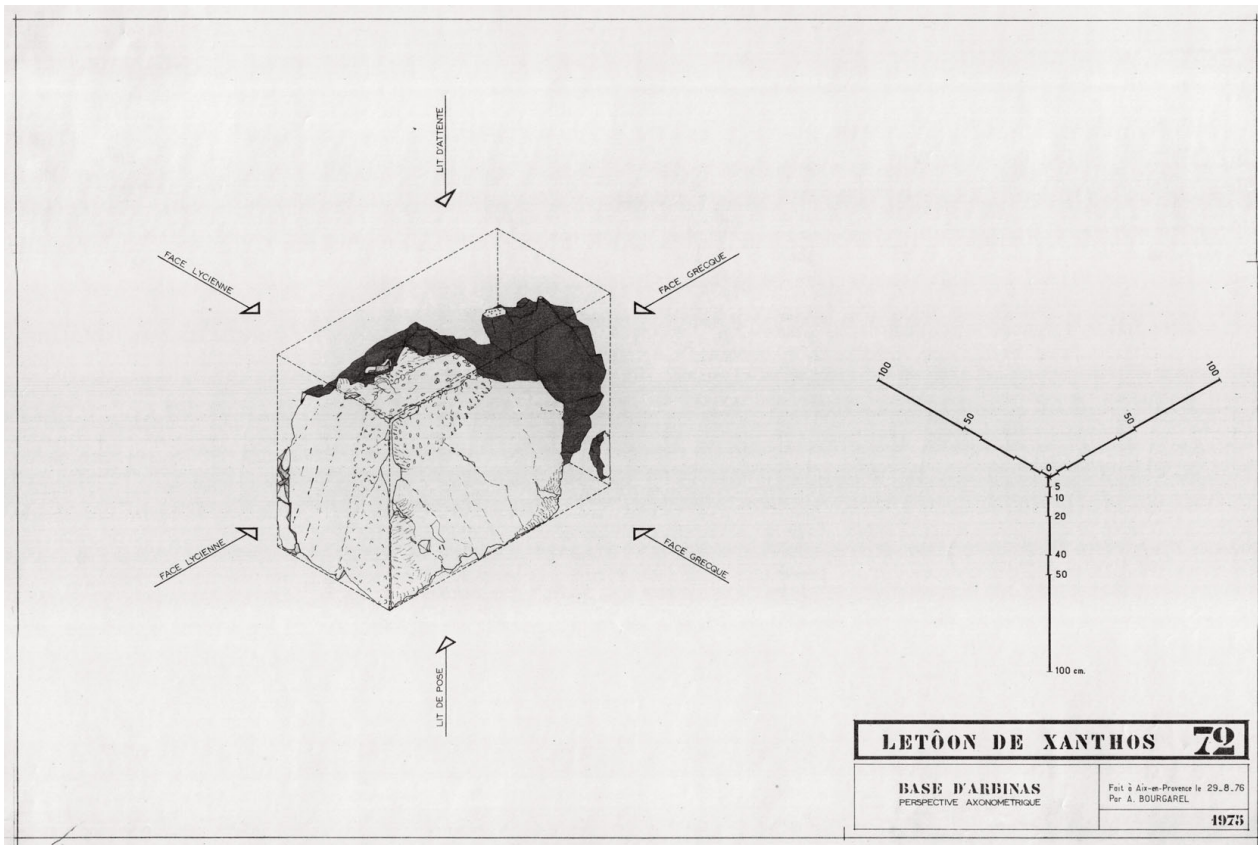 LIT D'ATTENTE
FACE LYCIENNE
FACE GRECQUE
FACE LYCIENNE
FACE GRECQUE
LIT DE POSE
100
100
50
50
0
5
10
20
40
50
100 cm.
LETÔON DE XANTHOS 72
BASE D'ARBINAS
PERSPECTIVE AXONOMETRIQUE
Fait à Aix-en-Provence le 29_8_76
Par A. BOURGAREL
1975